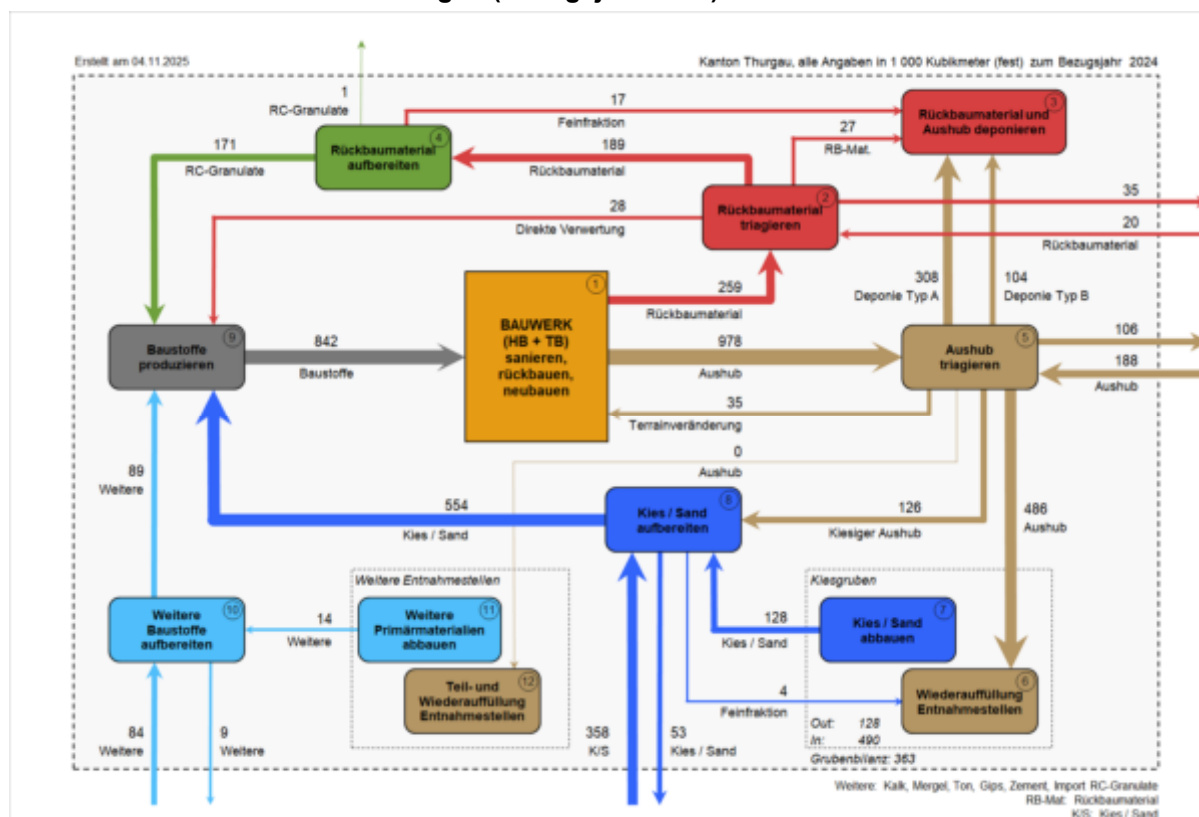 Erstellt am 04.11.2025
Kanton Thurgau, alle Angaben in 1 000 Kubikmeter (fest) zum Bezugsjahr 2024
1
RC-Granulate
17
Feinfraktion
3
Rückbaumaterial und
Aushub deponieren
4
Rückbaumaterial
aufbereiten
171
RC-Granulate
189
Rückbaumaterial
27
RB-Mat.
2
Rückbaumaterial
triagieren
35
20
Rückbaumaterial
28
Direkte Verwertung
1
BAUWERK
(HB + TB)
sanieren,
rückbauen,
neubauen
259
Rückbaumaterial
308
Deponie Typ A
104
Deponie Typ B
9
Baustoffe
produzieren
842
Baustoffe
978
Aushub
5
Aushub
triagieren
106
188
Aushub
35
Terrainveränderung
0
Aushub
89
Weitere
554
Kies / Sand
8
Kies / Sand
aufbereiten
126
Kiesiger Aushub
486
Aushub
Weitere Entnahmestellen
Kiesgruben
10
Weitere
Baustoffe
aufbereiten
14
Weitere
11
Weitere
Primärmaterialien
abbauen
128
Kies / Sand
7
Kies / Sand
abbauen
12
Teil- und
Wiederauffüllung
Entnahmestellen
4
Feinfraktion
6
Wiederauffüllung
Entnahmestellen
84
Weitere
9
Weitere
358
K/S
53
Kies / Sand
Out: 128
In: 490
Grubenbilanz: 363
Weitere: Kalk, Mergel, Ton, Gips, Zement, Import RC-Granulate
RB-Mat: Rückbaumaterial
K/S: Kies / Sand